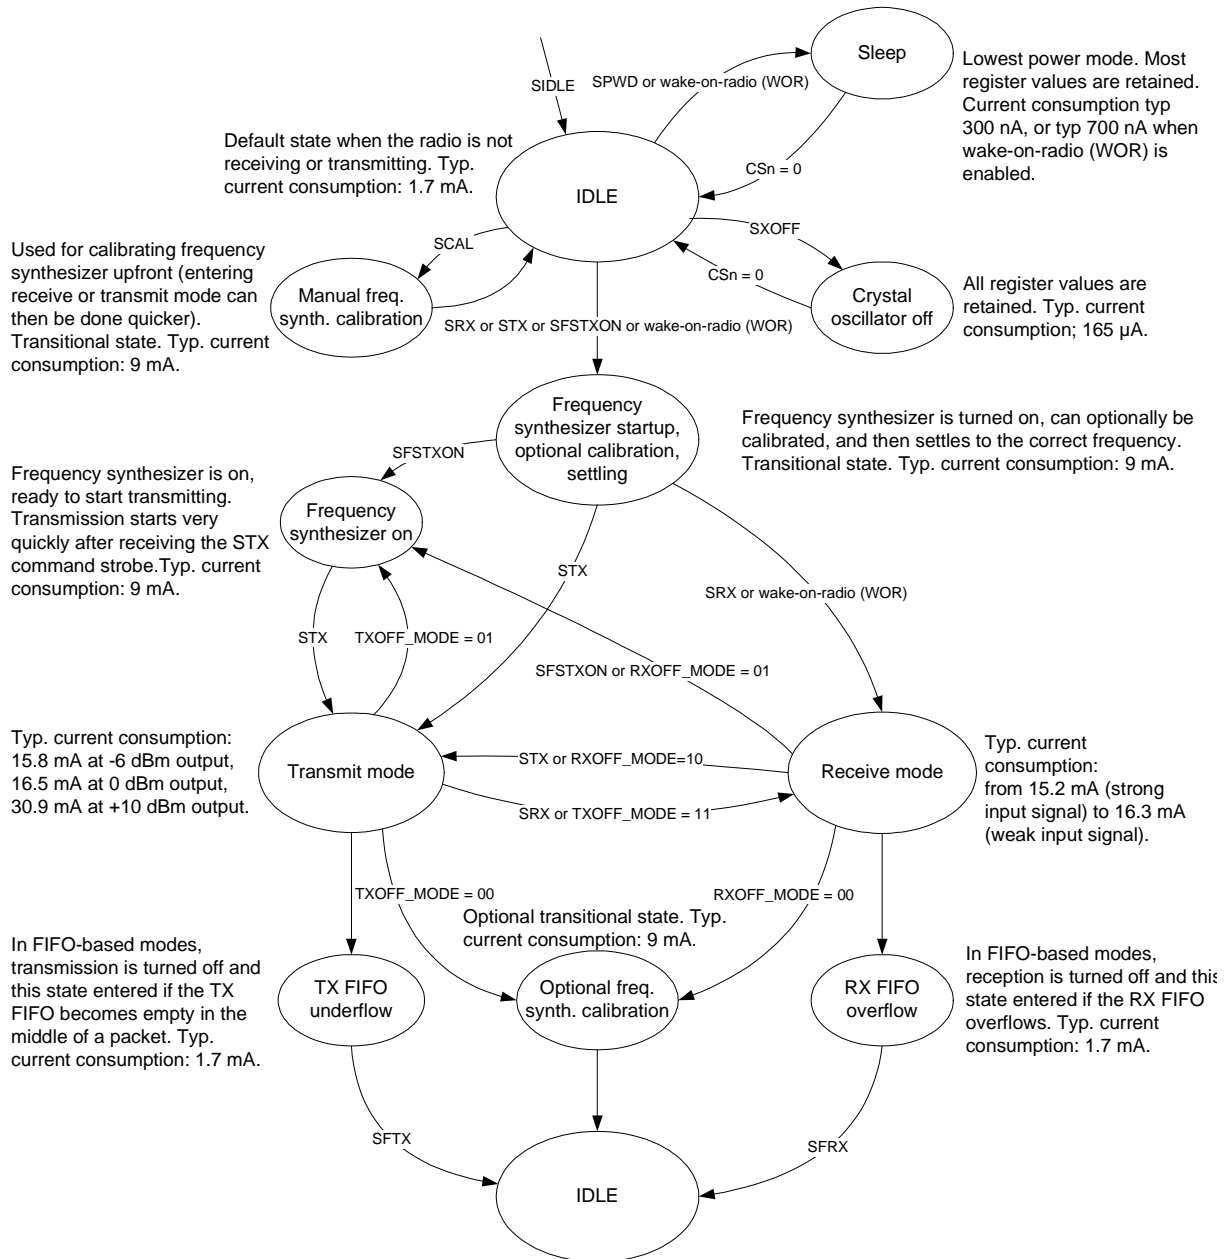 Sleep
Lowest power mode. Most
register values are retained.
Current consumption typ
300 nA, or typ 700 nA when
wake-on-radio (WOR) is
enabled.
SPWD or wake-on-radio (WOR)
SIDLE
Default state when the radio is not
receiving or transmitting. Typ.
current consumption: 1.7 mA.
CSn = 0
IDLE
SXOFF
SCAL
CSn = 0
Used for calibrating frequency
synthesizer upfront (entering
receive or transmit mode can
then be done quicker).
Transitional state. Typ. current
consumption: 9 mA.
Manual freq.
synth. calibration
Crystal
oscillator off
All register values are
retained. Typ. current
consumption; 165 µA.
SRX or STX or SFSTXON or wake-on-radio (WOR)
Frequency
synthesizer startup,
optional calibration,
settling
Frequency synthesizer is turned on, can optionally be
calibrated, and then settles to the correct frequency.
Transitional state. Typ. current consumption: 9 mA.
SFSTXON
Frequency synthesizer is on,
ready to start transmitting.
Transmission starts very
quickly after receiving the STX
command strobe.Typ. current
consumption: 9 mA.
Frequency
synthesizer on
STX
SRX or wake-on-radio (WOR)
STX
TXOFF_MODE = 01
SFSTXON or RXOFF_MODE = 01
Typ. current consumption:
15.8 mA at -6 dBm output,
16.5 mA at 0 dBm output,
30.9 mA at +10 dBm output.
Transmit mode
STX or RXOFF_MODE=10
SRX or TXOFF_MODE = 11
Receive mode
Typ. current
consumption:
from 15.2 mA (strong
input signal) to 16.3 mA
(weak input signal).
TXOFF_MODE = 00
RXOFF_MODE = 00
Optional transitional state. Typ.
current consumption: 9 mA.
In FIFO-based modes,
transmission is turned off and
this state entered if the TX
FIFO becomes empty in the
middle of a packet. Typ.
current consumption: 1.7 mA.
TX FIFO
underflow
Optional freq.
synth. calibration
RX FIFO
overflow
In FIFO-based modes,
reception is turned off and this
state entered if the RX FIFO
overflows. Typ. current
consumption: 1.7 mA.
SFTX
SFRX
IDLE